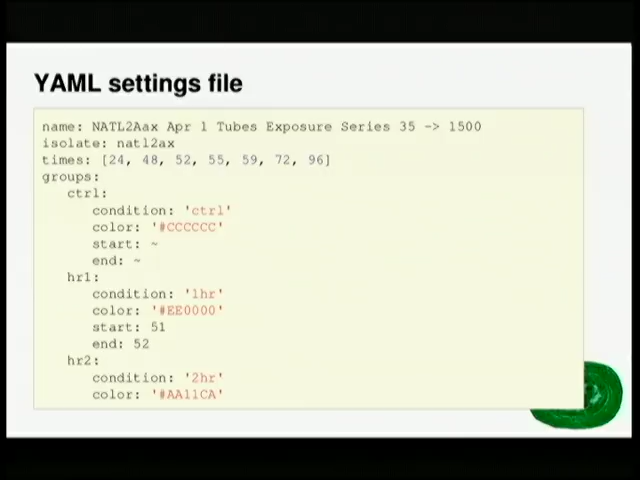 YAML settings file
name: NATL2Aax Apr 1 Tubes Exposure Series 35 -> 1500
isolate: natl2ax
times: [24, 48, 52, 55, 59, 72, 96]
groups:
ctrl:
condition: 'ctrl'
color: '#CCCCCC'
start: ~
end: ~
hr1:
condition: '1hr'
color: '#EE0000'
start: 51
end: 52
hr2:
condition: '2hr'
color: '#AA11CA'